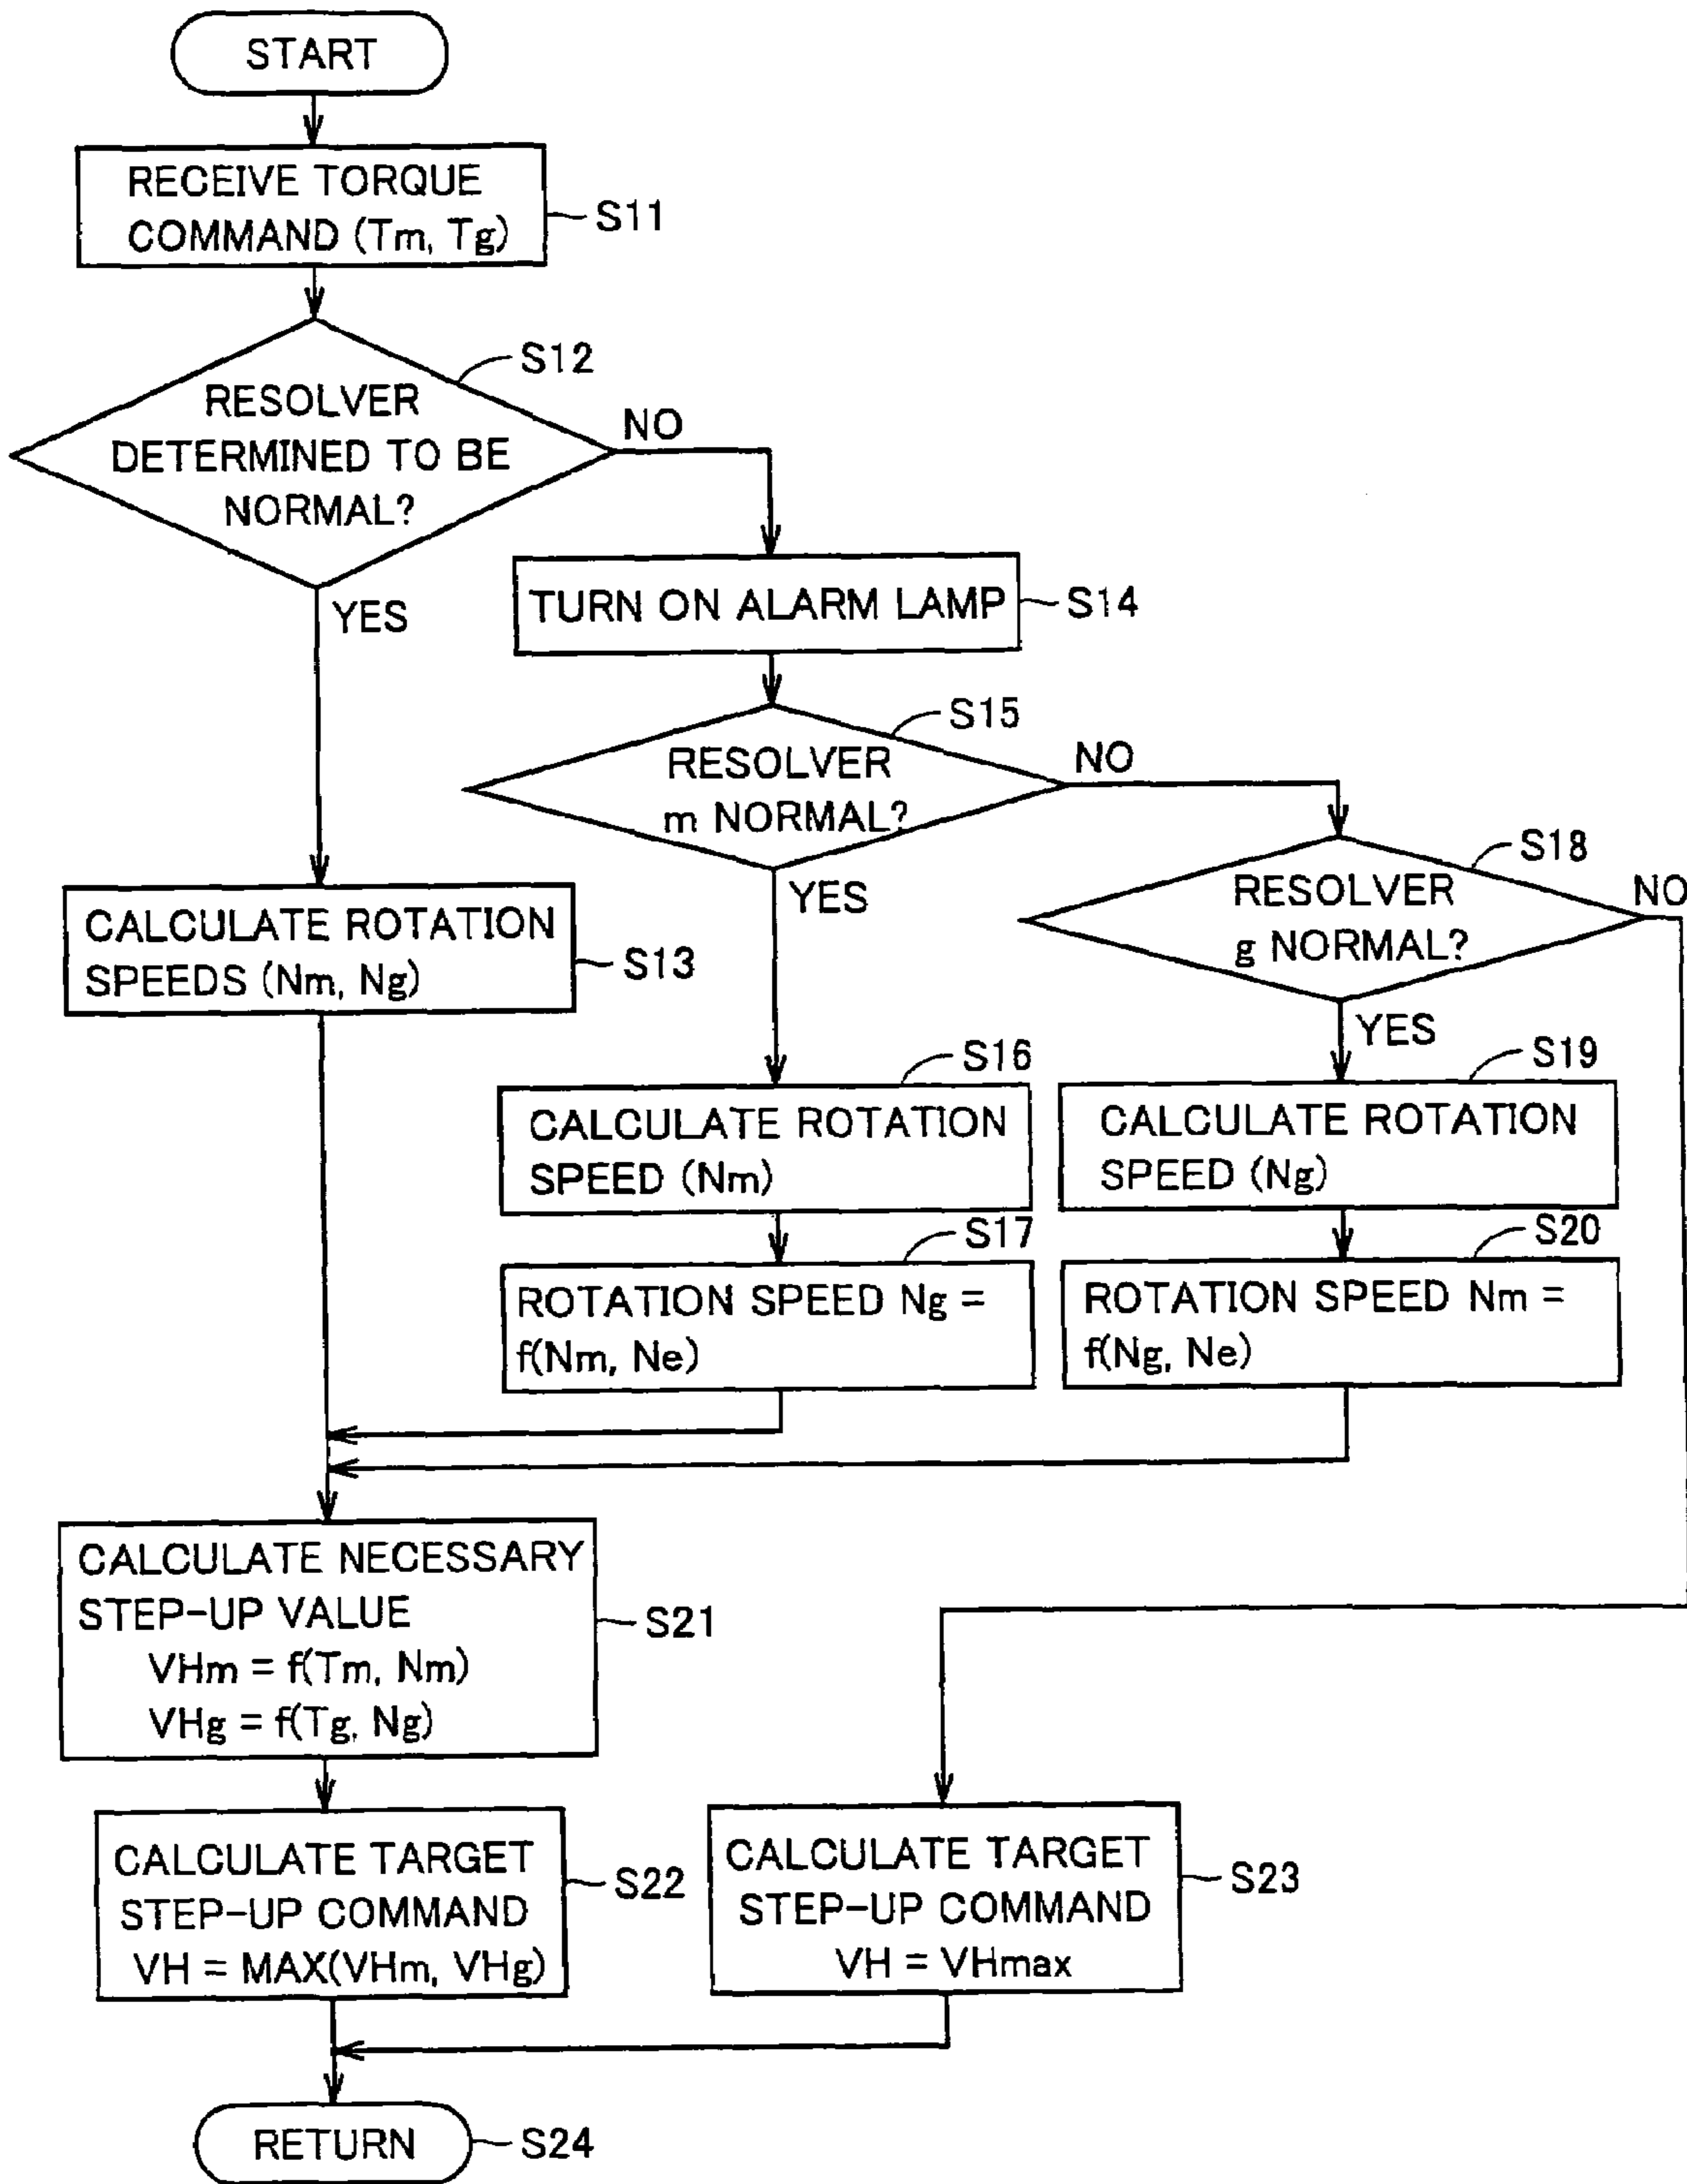 START
RECEIVE TORQUE
COMMAND (Tm, Tg)
S11
S12
RESOLVER
DETERMINED TO BE
NORMAL?
NO
YES
TURN ON ALARM LAMP
S14
S15
RESOLVER
m NORMAL?
NO
YES
S18
RESOLVER
g NORMAL?
NO
YES
CALCULATE ROTATION
SPEEDS (Nm, Ng)
S13
S16
CALCULATE ROTATION
SPEED (Nm)
S19
CALCULATE ROTATION
SPEED (Ng)
S17
ROTATION SPEED Ng =
f(Nm, Ne)
S20
ROTATION SPEED Nm =
f(Ng, Ne)
CALCULATE NECESSARY
STEP-UP VALUE
VHm = f(Tm, Nm)
VHg = f(Tg, Ng)
S21
CALCULATE TARGET
STEP-UP COMMAND
VH = MAX(VHm, VHg)
S22
CALCULATE TARGET
STEP-UP COMMAND
VH = VHmax
S23
RETURN
S24